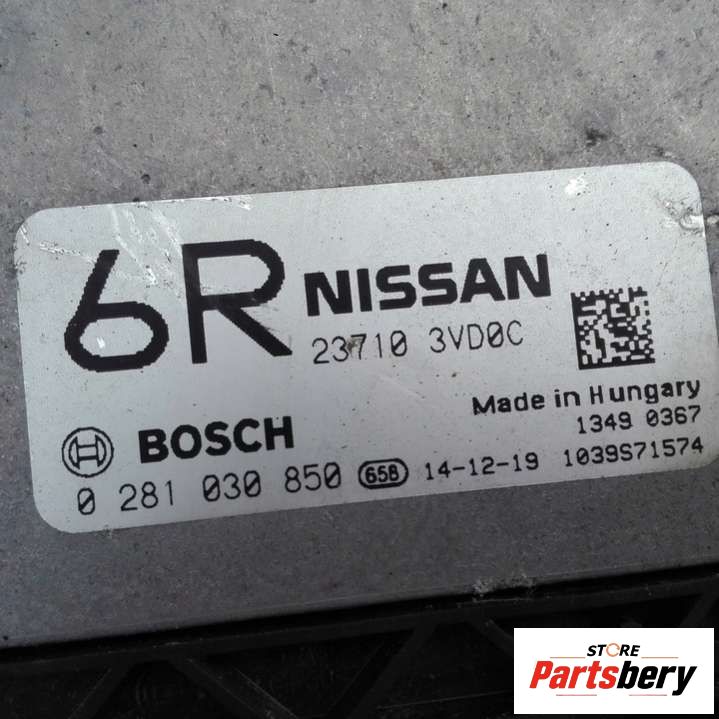 6R NISSAN
23710 3VD0C
Made in Hungary
BOSCH
1349 0367
0 281 030 850 658 14-12-19 1039S71574
STORE
Partsbery